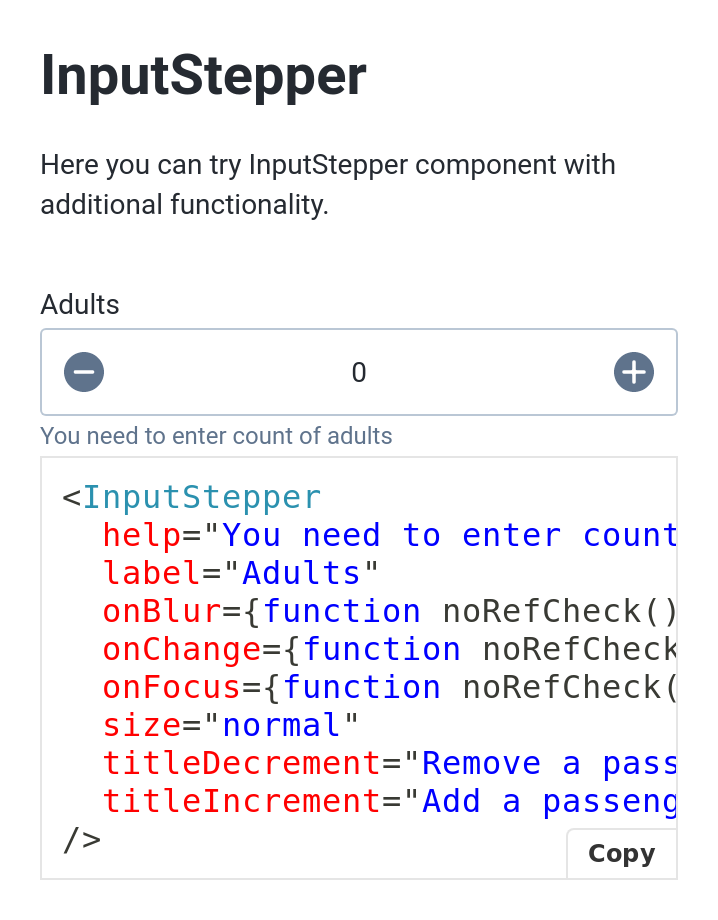 InputStepper
Here you can try InputStepper component with
additional functionality.
Adults
0
You need to enter count of adults
<InputStepper
  help="You need to enter count
  label="Adults"
  onBlur={function noRefCheck()
  onChange={function noRefCheck
  onFocus={function noRefCheck(
  size="normal"
  titleDecrement="Remove a pass
  titleIncrement="Add a passeng
/>
Copy